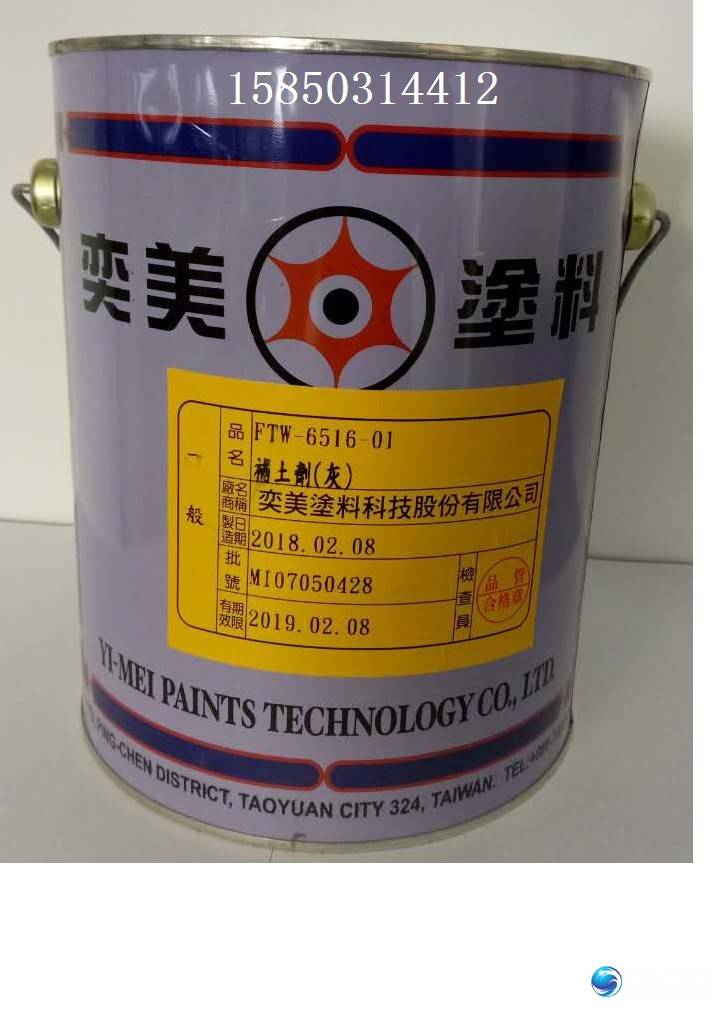 15850314412
奕美 塗料
一般
品名 FTW-6516-01
補土劑(灰)
廠商名稱 奕美塗料科技股份有限公司
製造日期 2018.02.08
批號 MI07050428
有期效限 2019.02.08
檢查員
品管
合格章
YI-MEI PAINTS TECHNOLOGY CO., LTD.
PING-CHEN DISTRICT, TAOYUAN CITY 324, TAIWAN. TEL: